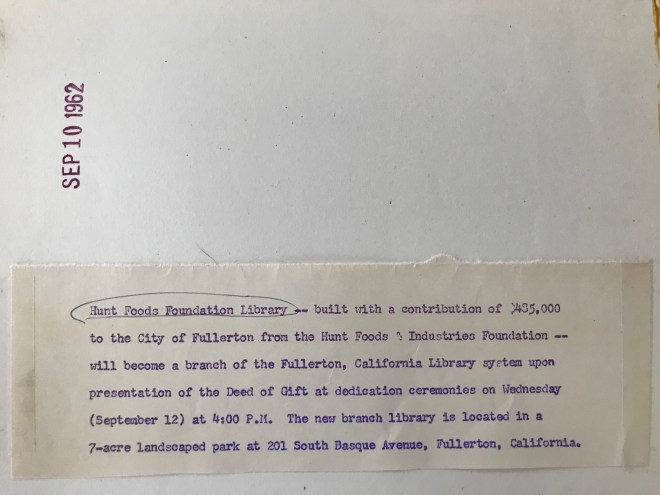 SEP 10 1962
Hunt Foods Foundation Library -- built with a contribution of $485,000
to the City of Fullerton from the Hunt Foods & Industries Foundation --
will become a branch of the Fullerton, California Library system upon
presentation of the Deed of Gift at dedication ceremonies on Wednesday
(September 12) at 4:00 P.M. The new branch library is located in a
7-acre landscaped park at 201 South Basque Avenue, Fullerton, California.